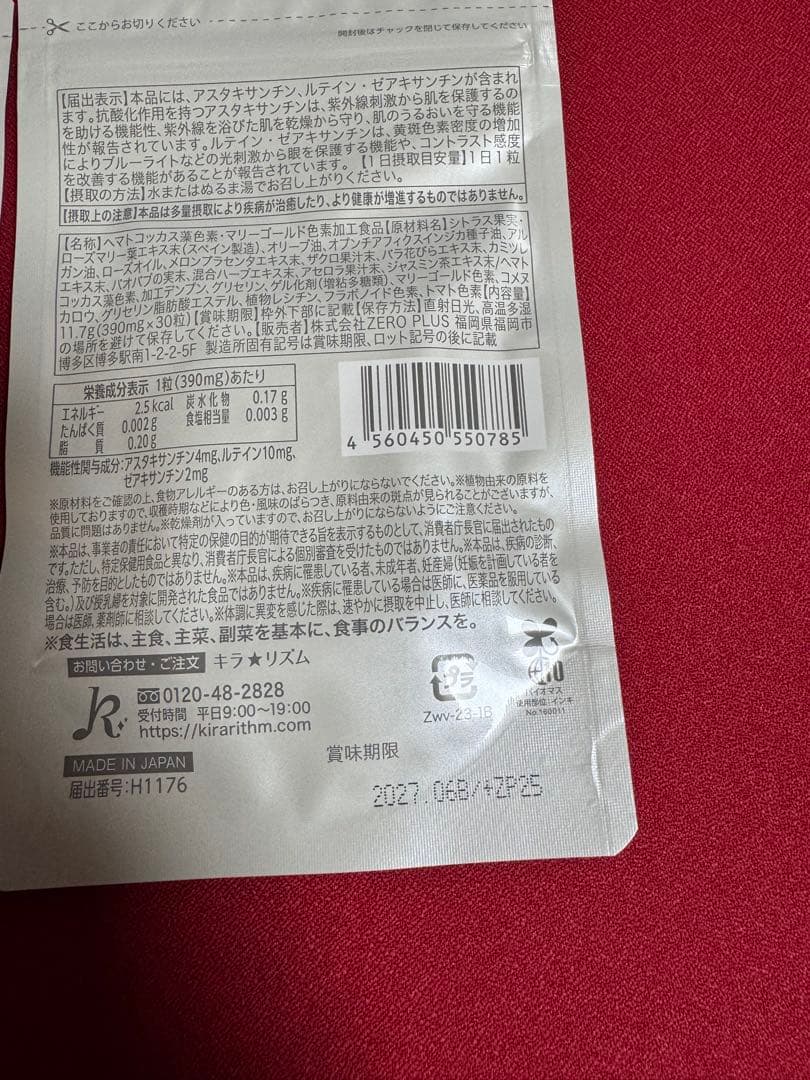 ここからお切りください
開封後はチャックを閉じて保存してください
【届出表示】本品には、アスタキサンチン、ルテイン・ゼアキサンチンが含まれ
ます。抗酸化作用を持つアスタキサンチンは、紫外線刺激から肌を保護するの
を助ける機能性、紫外線を浴びた肌を乾燥から守り、肌のうるおいを守る機能
性が報告されています。ルテイン・ゼアキサンチンは、黄斑色素密度の増加
によりブルーライトなどの光刺激から眼を保護する機能や、コントラスト感度
を改善する機能があることが報告されています。 【1日摂取目安量】1日1粒
【摂取の方法】水またはぬるま湯でお召し上がりください。
【摂取上の注意】本品は多量摂取により疾病が治癒したり、より健康が増進するものではありません。
【名称】ヘマトコッカス藻色素・マリーゴールド色素加工食品【原材料名】シトラス果実・
ローズマリー葉エキス末(スペイン製造)、オリーブ油、オプンチアフィクスインジカ種子油、アル
ガン油、ローズオイル、メロンプラセンタエキス末、ザクロ果汁末、バラ花びらエキス末、カミツレ
エキス末、バオバブの実末、混合ハーブエキス末、アセロラ果汁末、ジャスミン茶エキス末/ヘマト
コッカス藻色素、加工デンプン、グリセリン、ゲル化剤(増粘多糖類)、マリーゴールド色素、コメヌ
カロウ、グリセリン脂肪酸エステル、植物レシチン、フラボノイド色素、トマト色素【内容量】
11.7g(390mg×30粒)【賞味期限】枠外下部に記載【保存方法】直射日光、高温多湿
の場所を避けて保存してください。【販売者】株式会社ZERO PLUS 福岡県福岡市
博多区博多駅南1-2-2-5F 製造所固有記号は賞味期限、ロット記号の後に記載
栄養成分表示 1粒(390mg)あたり
エネルギー 2.5kcal 炭水化物 0.17g
たんぱく質 0.002g 食塩相当量 0.003g
脂質 0.20g
機能性関与成分:アスタキサンチン4mg、ルテイン10mg、
ゼアキサンチン2mg
4 560450 550785
※原材料をご確認の上、食物アレルギーのある方は、お召し上がりにならないでください。※植物由来の原料を
使用しておりますので、収穫時期などにより色・風味のばらつき、原料由来の斑点が見られることがございますが、
品質に問題はありません。※乾燥剤が入っていますので、お召し上がりにならないようにご注意ください。
※本品は、事業者の責任において特定の保健の目的が期待できる旨を表示するものとして、消費者庁長官に届出されたもの
です。ただし、特定保健用食品と異なり、消費者庁長官による個別審査を受けたものではありません。※本品は、疾病の診断、
治療、予防を目的としたものではありません。※本品は、疾病に罹患している者、未成年者、妊産婦(妊娠を計画している者を
含む。)及び授乳婦を対象に開発された食品ではありません。※疾病に罹患している場合は医師に、医薬品を服用している
場合は医師、薬剤師に相談してください。※体調に異変を感じた際は、速やかに摂取を中止し、医師に相談してください。
※食生活は、主食、主菜、副菜を基本に、食事のバランスを。
お問い合わせ・ご注文 キラ★リズム
0120-48-2828
受付時間 平日9:00〜19:00
https://kirarithm.com
プラ
Zwv-23-1B
バイオマス
使用部位:インキ
No.160011
MADE IN JAPAN
届出番号:H1176
賞味期限
2027.06B/+ZP25